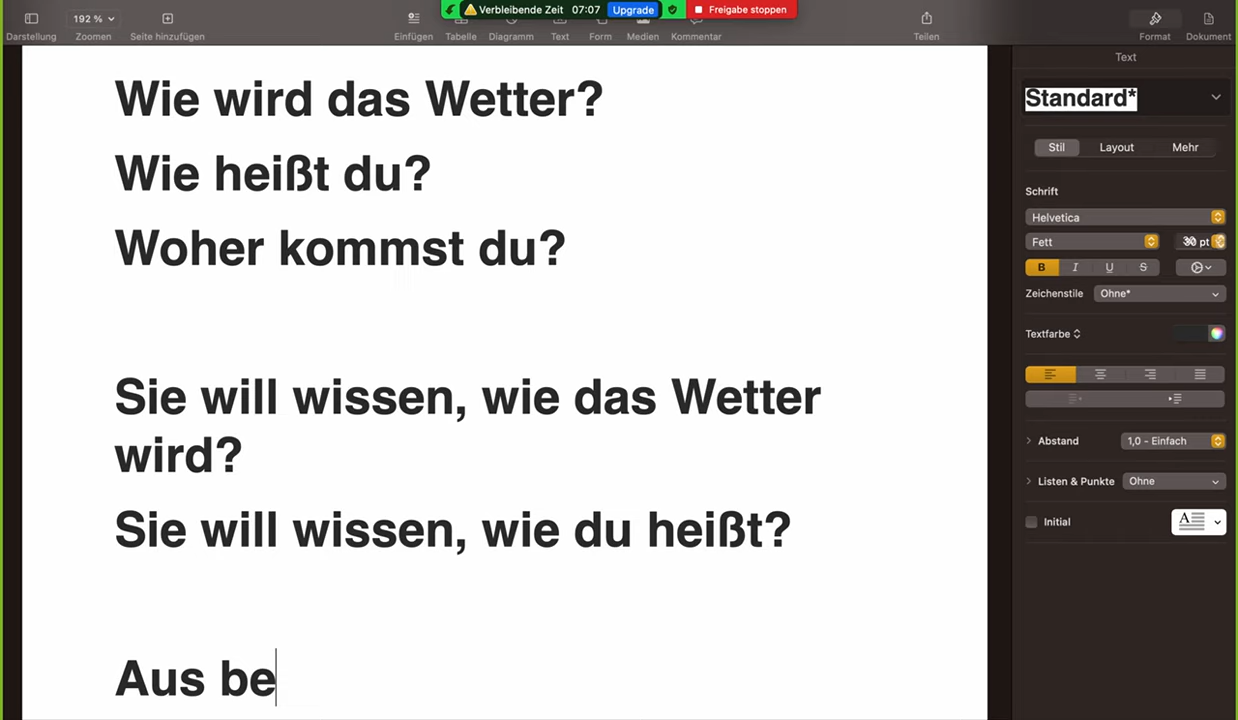 Verbleibende Zeit 07:07 Upgrade Freigabe stoppen
192 %
Darstellung Zoomen Seite hinzufügen Einfügen Tabelle Diagramm Text Form Medien Kommentar Teilen Format Dokument
Wie wird das Wetter?
Wie heißt du?
Woher kommst du?
Sie will wissen, wie das Wetter
wird?
Sie will wissen, wie du heißt?
Aus be
Text
Standard*
Stil Layout Mehr
Schrift
Helvetica
Fett 30 pt
B I U S
Zeichenstile Ohne*
Textfarbe
Abstand 1,0 - Einfach
Listen & Punkte Ohne
Initial A